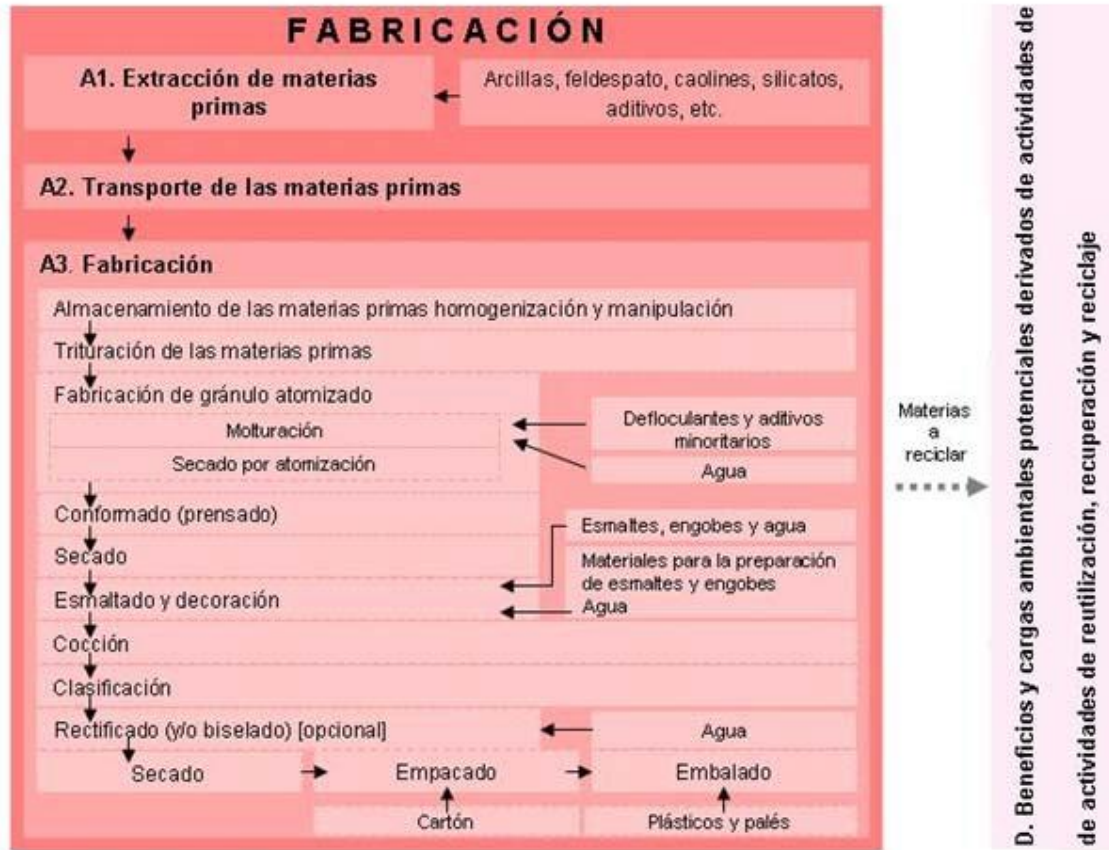 FABRICACIÓN
A1. Extracción de materias
primas
Arcillas, feldespato, caolines, silicatos,
aditivos, etc.
A2. Transporte de las materias primas
A3. Fabricación
Almacenamiento de las materias primas homogenización y manipulación
Trituración de las materias primas
Fabricación de gránulo atomizado
Molturación
Secado por atomización
Defloculantes y aditivos
minoritarios
Agua
Conformado (prensado)
Secado
Esmaltado y decoración
Esmaltes, engobes y agua
Materiales para la preparación
de esmaltes y engobes
Agua
Cocción
Clasificación
Rectificado (y/o biselado) [opcional]
Agua
Secado
Empacado
Embalado
Cartón
Plásticos y palés
Materias
a
reciclar
D. Beneficios y cargas ambientales potenciales derivados de actividades de
de actividades de reutilización, recuperación y reciclaje